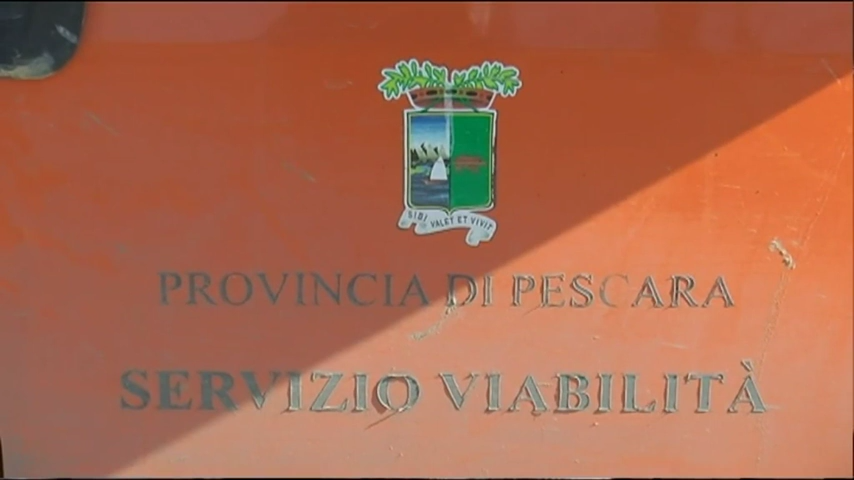 SIBI VALET ET VIVIT
PROVINCIA DI PESCARA
SERVIZIO VIABILITÀ